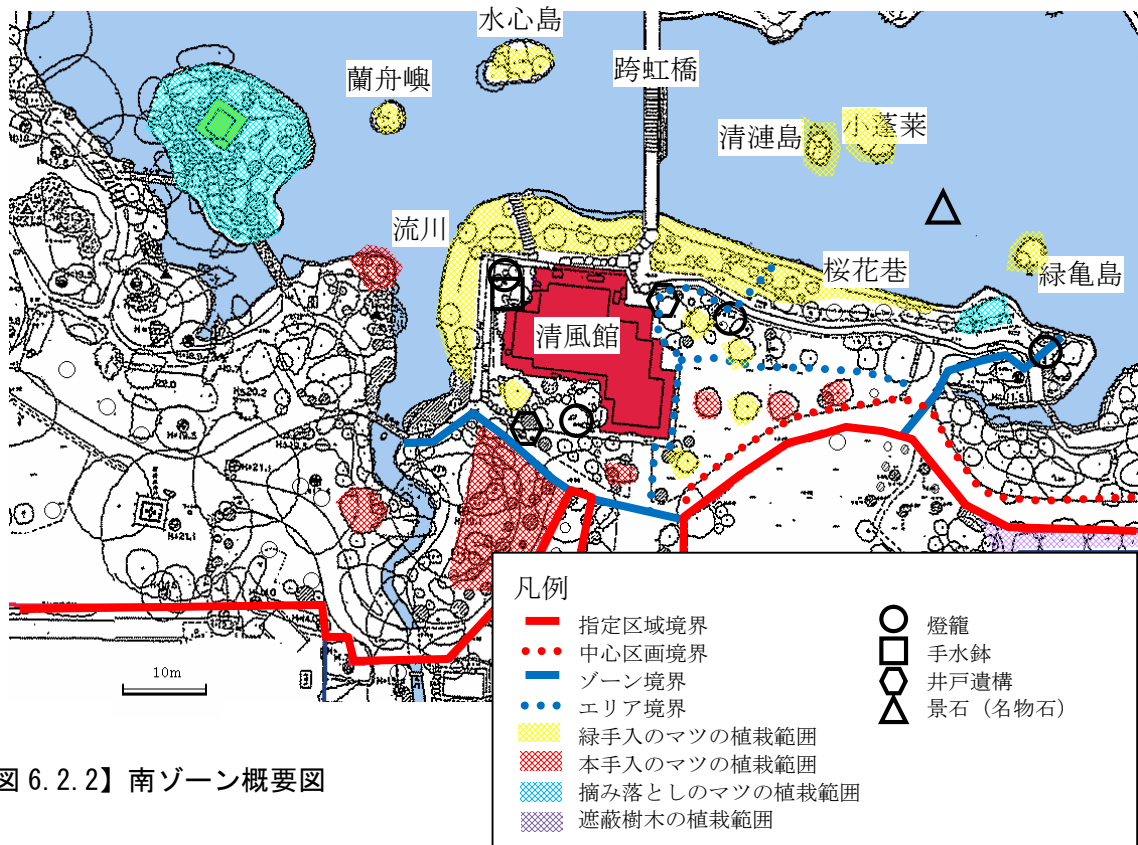 水心島
蘭舟嶼
跨虹橋
清漣島
小蓬莱
流川
桜花巷
緑亀島
清風館
10m
凡例
指定区域境界
中心区画境界
ゾーン境界
エリア境界
緑手入のマツの植栽範囲
本手入のマツの植栽範囲
摘み落としのマツの植栽範囲
遮蔽樹木の植栽範囲
燈籠
手水鉢
井戸遺構
景石（名物石）
図 6.2.2】南ゾーン概要図